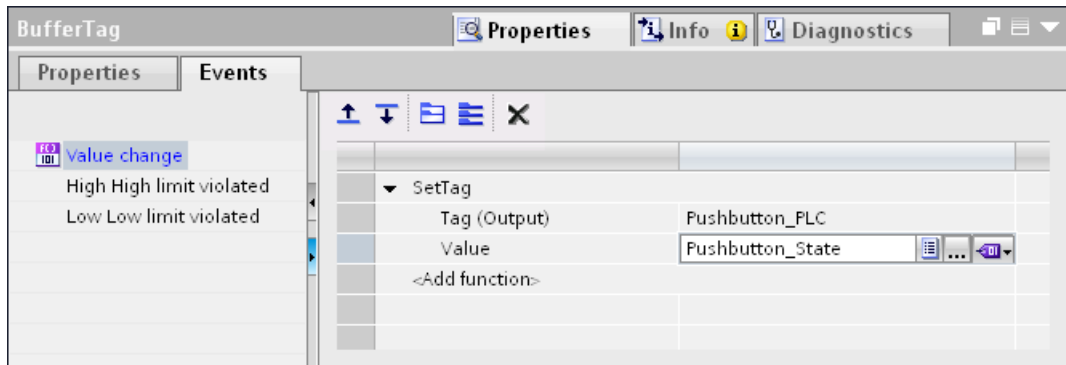 BufferTag
Properties
Info
Diagnostics
Properties
Events
Value change
High High limit violated
Low Low limit violated
SetTag
Tag (Output) Pushbutton_PLC
Value Pushbutton_State
<Add function>